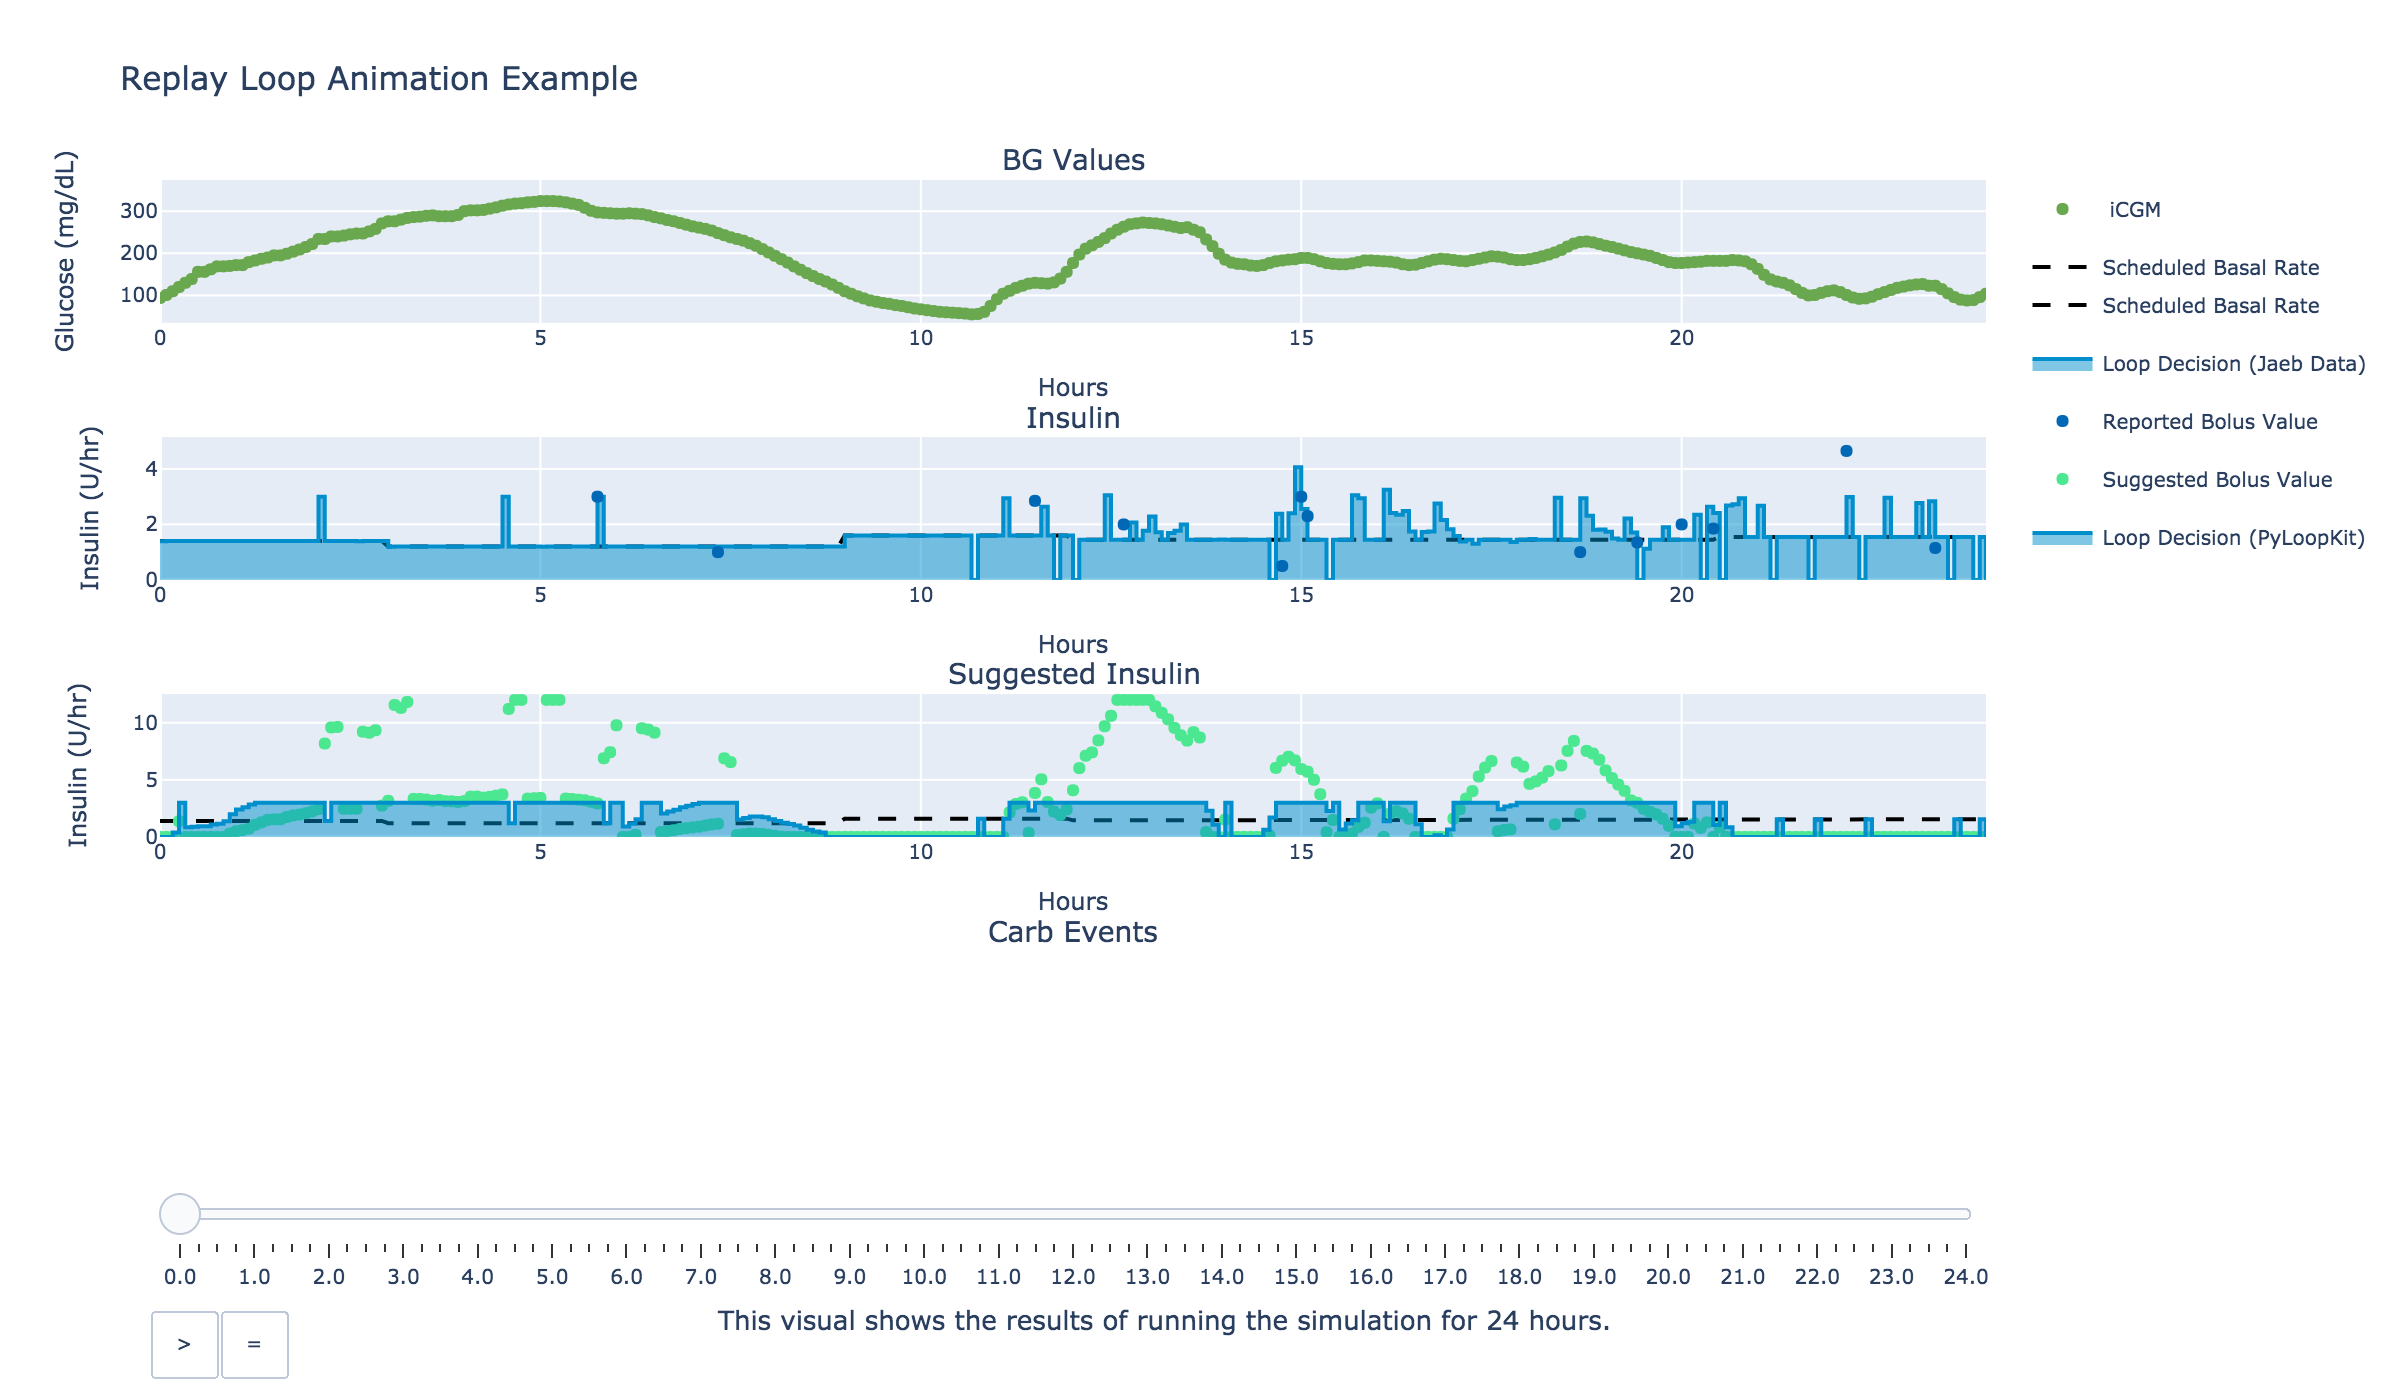 Replay Loop Animation Example
BG Values
Glucose (mg/dL)
300
200
100
0 5 10 15 20
Hours
Insulin
Insulin (U/hr)
4
2
0
0 5 10 15 20
Hours
Suggested Insulin
Insulin (U/hr)
10
5
0
0 5 10 15 20
Hours
Carb Events
iCGM
Scheduled Basal Rate
Scheduled Basal Rate
Loop Decision (Jaeb Data)
Reported Bolus Value
Suggested Bolus Value
Loop Decision (PyLoopKit)
0.0 1.0 2.0 3.0 4.0 5.0 6.0 7.0 8.0 9.0 10.0 11.0 12.0 13.0 14.0 15.0 16.0 17.0 18.0 19.0 20.0 21.0 22.0 23.0 24.0
> =
This visual shows the results of running the simulation for 24 hours.